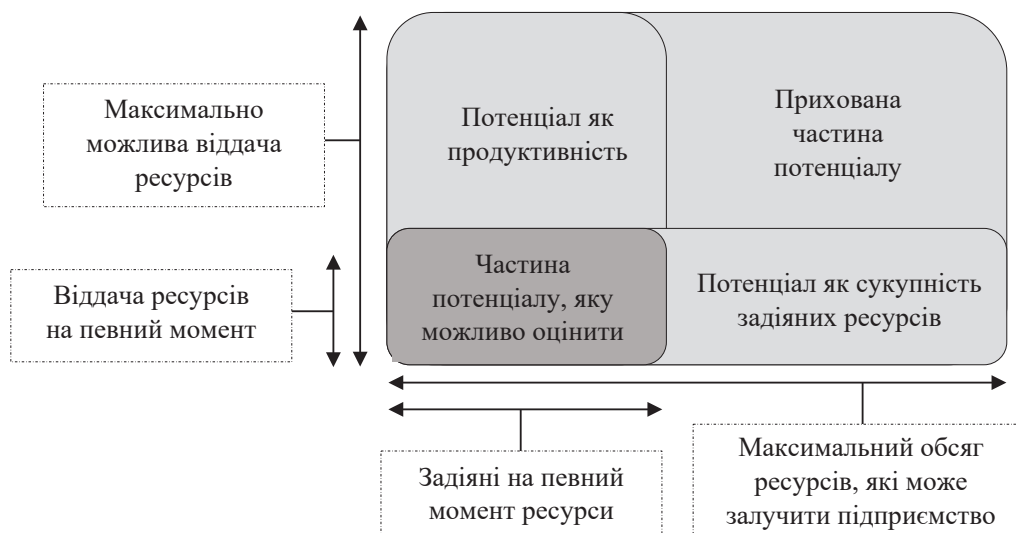 Максимально
можлива віддача
ресурсів
Потенціал як
продуктивність
Прихована
частина
потенціалу
Віддача ресурсів
на певний момент
Частина
потенціалу, яку
можливо оцінити
Потенціал як сукупність
задіяних ресурсів
Задіяні на певний
момент ресурси
Максимальний обсяг
ресурсів, які може
залучити підприємство